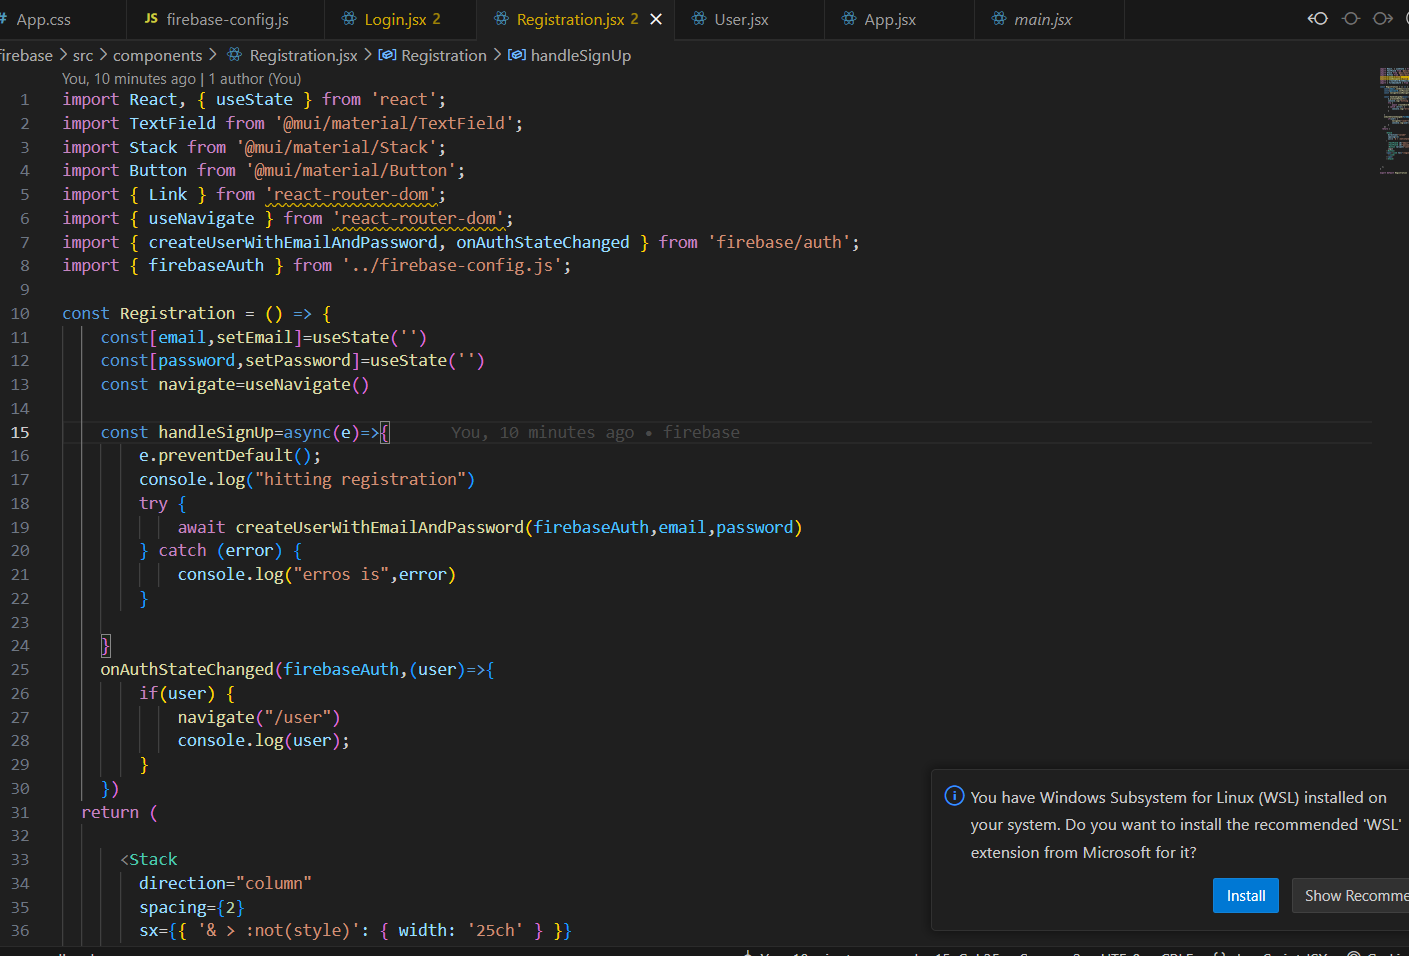 App.css JS firebase-config.js Login.jsx 2 Registration.jsx 2 User.jsx App.jsx main.jsx
firebase > src > components > Registration.jsx > Registration > handleSignUp
You, 10 minutes ago | 1 author (You)
1 import React, { useState } from 'react';
2 import TextField from '@mui/material/TextField';
3 import Stack from '@mui/material/Stack';
4 import Button from '@mui/material/Button';
5 import { Link } from 'react-router-dom';
6 import { useNavigate } from 'react-router-dom';
7 import { createUserWithEmailAndPassword, onAuthStateChanged } from 'firebase/auth';
8 import { firebaseAuth } from '../firebase-config.js';
9
10 const Registration = () => {
11 const[email,setEmail]=useState('')
12 const[password,setPassword]=useState('')
13 const navigate=useNavigate()
14
15 const handleSignUp=async(e)=>{ You, 10 minutes ago • firebase
16 e.preventDefault();
17 console.log("hitting registration")
18 try {
19 await createUserWithEmailAndPassword(firebaseAuth,email,password)
20 } catch (error) {
21 console.log("erros is",error)
22 }
23
24 }
25 onAuthStateChanged(firebaseAuth,(user)=>{
26 if(user) {
27 navigate("/user")
28 console.log(user);
29 }
30 })
31 return (
32
33 <Stack
34 direction="column"
35 spacing={2}
36 sx={{ '& > :not(style)': { width: '25ch' } }}
You have Windows Subsystem for Linux (WSL) installed on
your system. Do you want to install the recommended 'WSL'
extension from Microsoft for it?
Install Show Recomme